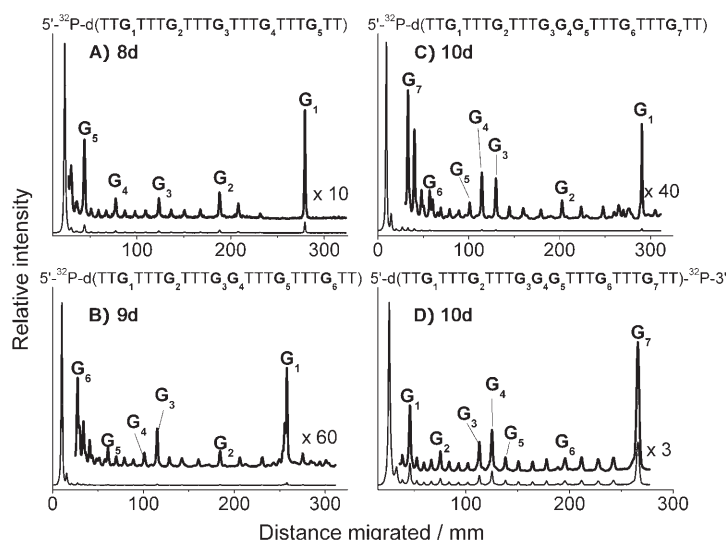 5'-³²P-d(TTG₁TTTG₂TTTG₃TTTG₄TTTG₅TT)
A) 8d
G₅
G₄
G₃
G₂
G₁
x 10
0 100 200 300
5'-³²P-d(TTG₁TTTG₂TTTG₃G₄G₅TTTG₆TTTG₇TT)
C) 10d
G₇
G₆
G₅
G₄
G₃
G₂
G₁
x 40
0 100 200 300
Relative intensity
5'-³²P-d(TTG₁TTTG₂TTTG₃G₄TTTG₅TTTG₆TT)
B) 9d
G₆
G₅
G₄
G₃
G₂
G₁
x 60
0 100 200 300
5'-d(TTG₁TTTG₂TTTG₃G₄G₅TTTG₆TTTG₇TT)-³²P-3'
D) 10d
G₁
G₂
G₃
G₄
G₅
G₆
G₇
x 3
0 100 200 300
Distance migrated / mm